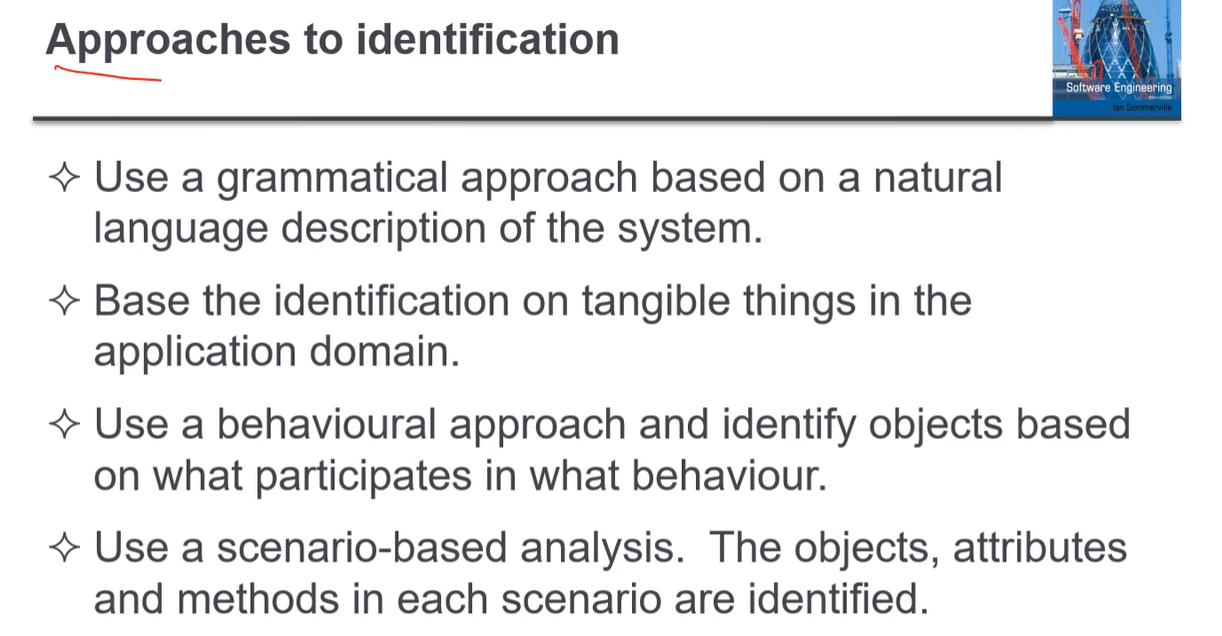 Approaches to identification
Software Engineering
Ian Sommerville
✧ Use a grammatical approach based on a natural
language description of the system.
✧ Base the identification on tangible things in the
application domain.
✧ Use a behavioural approach and identify objects based
on what participates in what behaviour.
✧ Use a scenario-based analysis.  The objects, attributes
and methods in each scenario are identified.